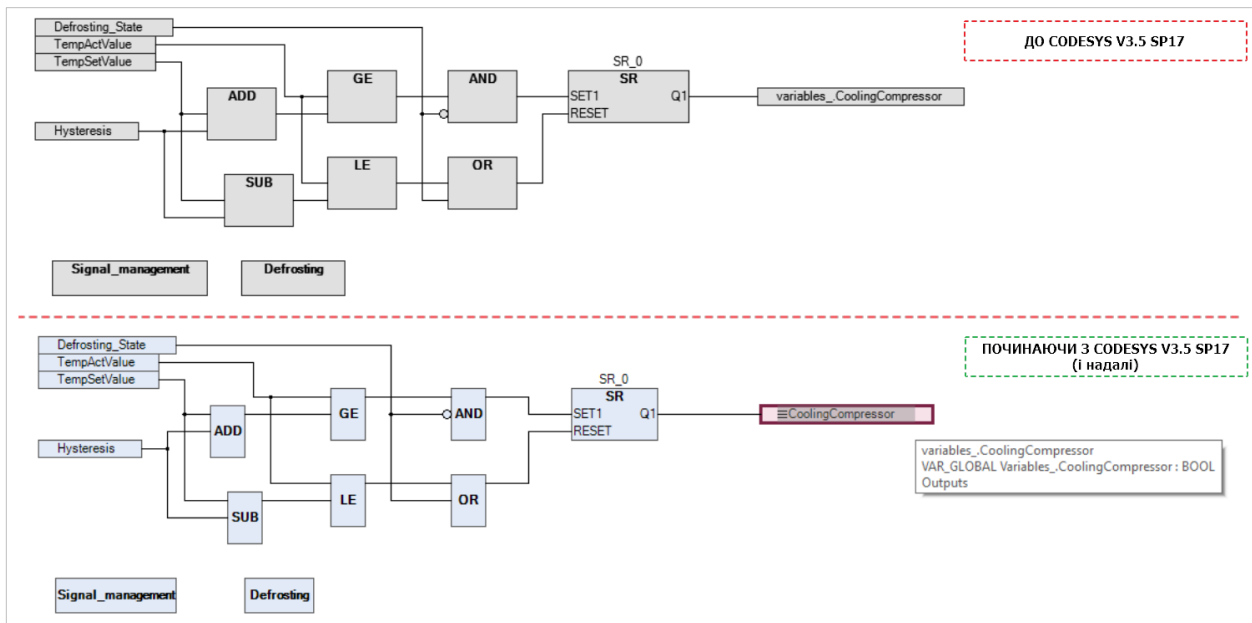 Defrosting_State
TempActValue
TempSetValue
Hysteresis
ADD
SUB
GE
LE
AND
OR
SR_0
SR
SET1 Q1
RESET
variables_.CoolingCompressor
ДО CODESYS V3.5 SP17
Signal_management
Defrosting
Defrosting_State
TempActValue
TempSetValue
Hysteresis
ADD
SUB
GE
LE
AND
OR
SR_0
SR
SET1 Q1
RESET
CoolingCompressor
ПОЧИНАЮЧИ З CODESYS V3.5 SP17
(і надалі)
variables_.CoolingCompressor
VAR_GLOBAL Variables_.CoolingCompressor : BOOL
Outputs
Signal_management
Defrosting